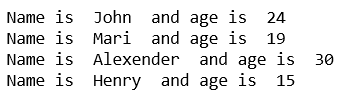 Name is  John  and age is  24
Name is  Mari  and age is  19
Name is  Alexender  and age is  30
Name is  Henry  and age is  15